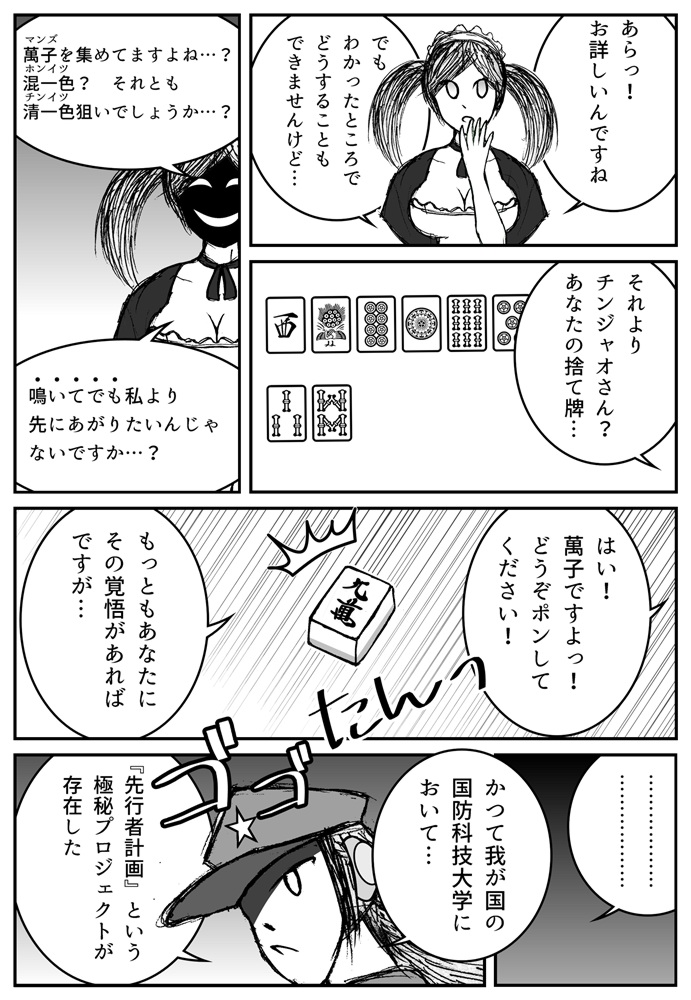 あらっ！
お詳しいんですね
でも
わかったところで
どうすることも
できませんけど…
それより
チンジャオさん？
あなたの捨て牌…
西
マンズ
萬子を集めてますよね…？
ホンイツ
混一色？　それとも
チンイツ
清一色狙いでしょうか…？
鳴いてでも私より
先にあがりたいんじゃ
ないですか…？
はい！
萬子ですよっ！
どうぞポンして
ください！
九萬
たんっ
もっともあなたに
その覚悟があれば
ですが…
…………
かつて我が国の
国防科技大学に
おいて…
ゴゴ
『先行者計画』という
極秘プロジェクトが
存在した